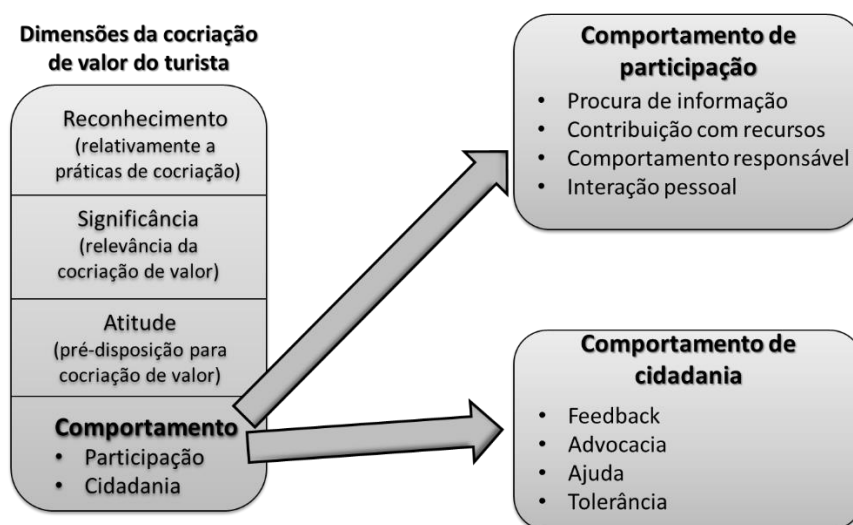 Dimensões da cocriação
de valor do turista
Reconhecimento
(relativamente a
práticas de cocriação)
Significância
(relevância da
cocriação de valor)
Atitude
(pré-disposição para
cocriação de valor)
Comportamento
• Participação
• Cidadania
Comportamento de
participação
• Procura de informação
• Contribuição com recursos
• Comportamento responsável
• Interação pessoal
Comportamento de
cidadania
• Feedback
• Advocacia
• Ajuda
• Tolerância